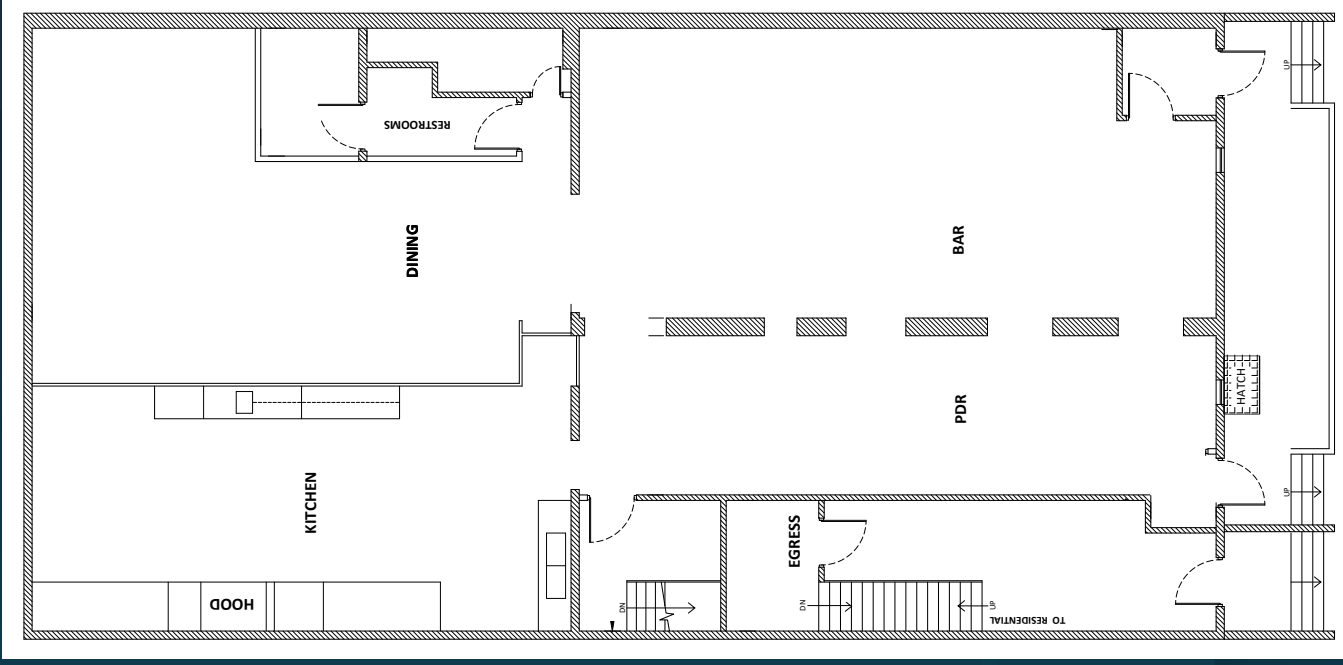 RESTROOMS
UP
DINING
BAR
HATCH
PDR
KITCHEN
UP
EGRESS
HOOD
DN
DN
UP
TO RESIDENTIAL